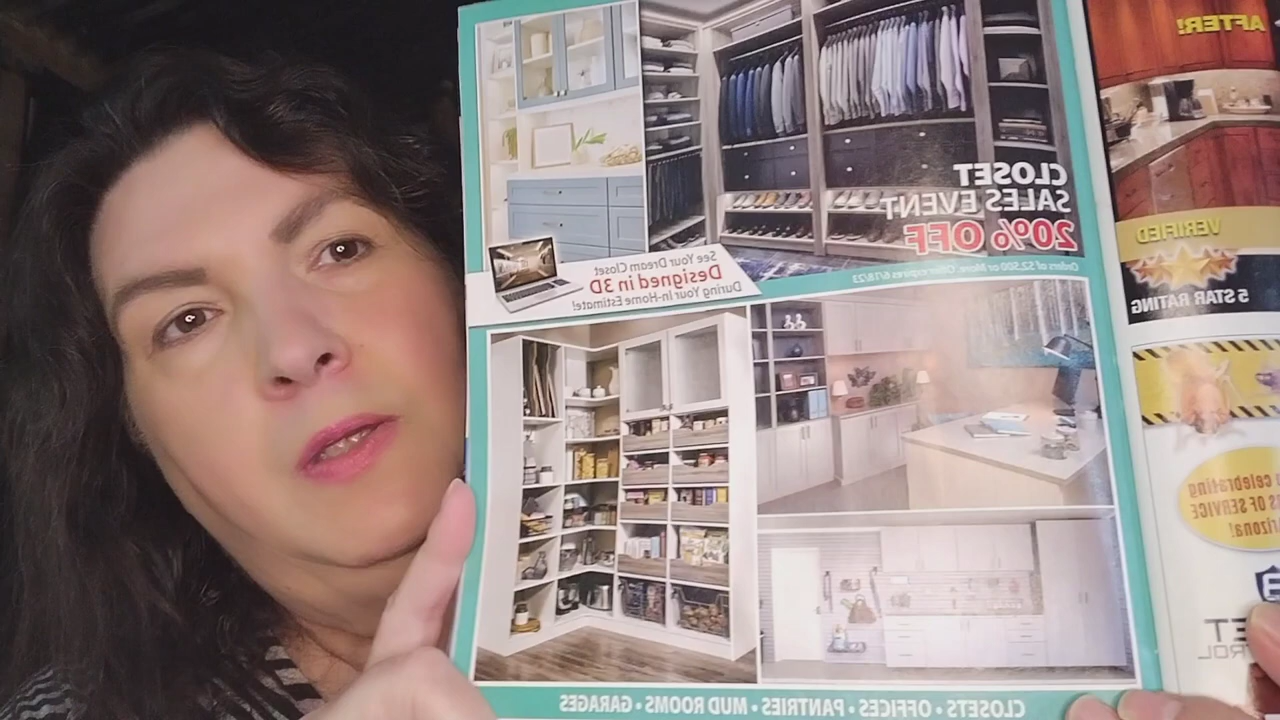 CLOSET
SALES EVENT
20% OFF
Orders of $2,500 or More. Offer expires 6/18/23
See Your Dream Closet
Designed in 3D
During Your In-Home Estimate!
CLOSETS • OFFICES • PANTRIES • MUD ROOMS • GARAGES
AFTER!
VERIFIED
5 STAR RATING
celebrating
OF SERVICE